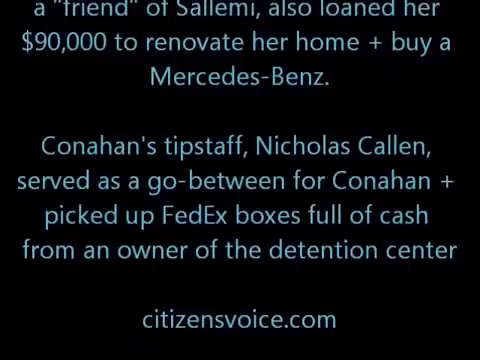 a "friend" of Sallemi, also loaned her
$90,000 to renovate her home + buy a
Mercedes-Benz.
Conahan's tipstaff, Nicholas Callen,
served as a go-between for Conahan +
picked up FedEx boxes full of cash
from an owner of the detention center
citizensvoice.com